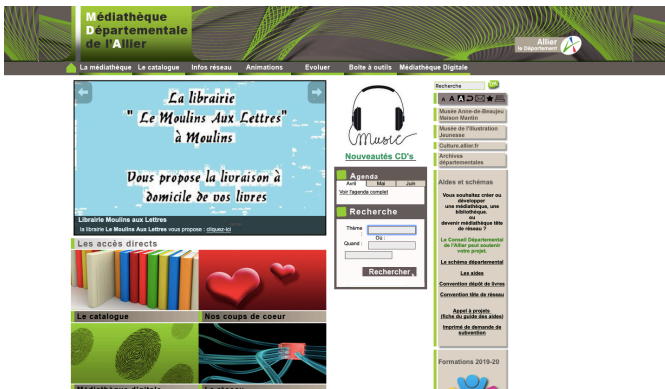 Médiathèque
Départementale
de l'Allier
Allier
le Département
La médiathèque Le catalogue Infos réseau Animations Evoluer Boite à outils Médiathèque Digitale
La librairie
" Le Moulins Aux Lettres"
à Moulins
Vous propose la livraison à
domicile de vos livres
Librairie Moulins aux Lettres
la librairie Le Moulins Aux Lettres vous propose : cliquez-ici
Les accès directs
Le catalogue
Nos coups de coeur
Médiathèque digitale
Le réseau
Music
Nouveautés CD's
Agenda
Avril Mai Juin
Voir l'agenda complet
Recherche
Thème :
Où :
Quand :
Rechercher
Recherche
OK
A A A
Musée Anne-de-Beaujeu
Maison Mantin
Musée de l'Illustration
Jeunesse
Culture.allier.fr
Archives
départementales
Aides et schémas
Vous souhaitez créer ou
développer
une médiathèque, une
bibliothèque.
ou
devenir médiathèque tête
de réseau ?
Le Conseil Départemental
de l'Allier peut soutenir
votre projet.
Le schéma départemental
Les aides
Convention dépôt de livres
Convention tête de réseau
Appel à projets
(fiche du guide des aides)
Imprimé de demande de
subvention
Formations 2019-20